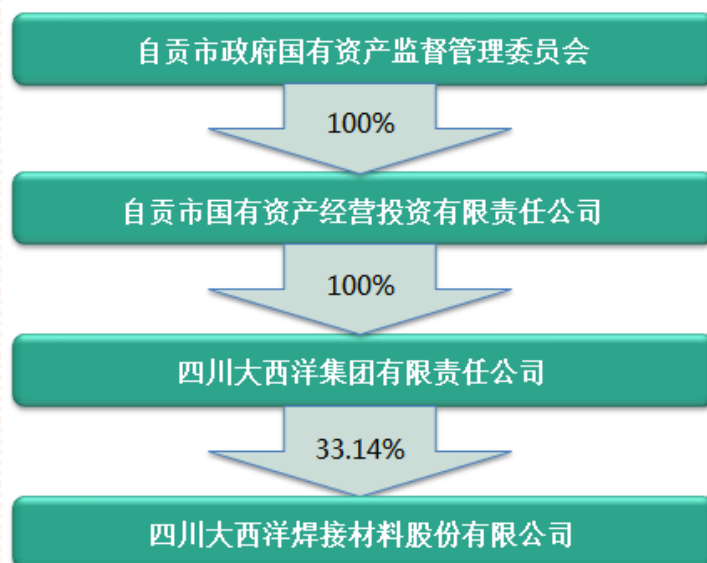 自贡市政府国有资产监督管理委员会
100%
自贡市国有资产经营投资有限责任公司
100%
四川大西洋集团有限责任公司
33.14%
四川大西洋焊接材料股份有限公司